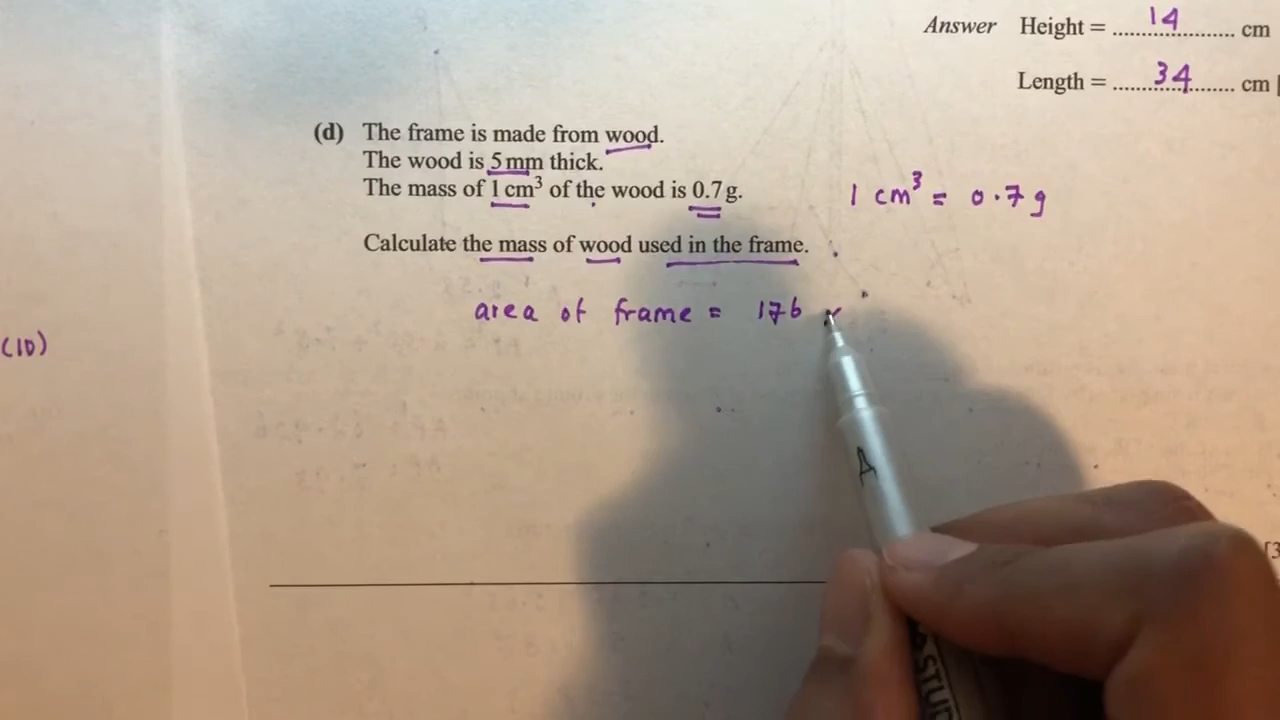 Answer Height = 14 cm
Length = 34 cm
(d) The frame is made from wood.
The wood is 5 mm thick.
The mass of 1 cm³ of the wood is 0.7 g.
1 cm³ = 0.7 g
Calculate the mass of wood used in the frame.
area of frame = 176
(10)
[3
A